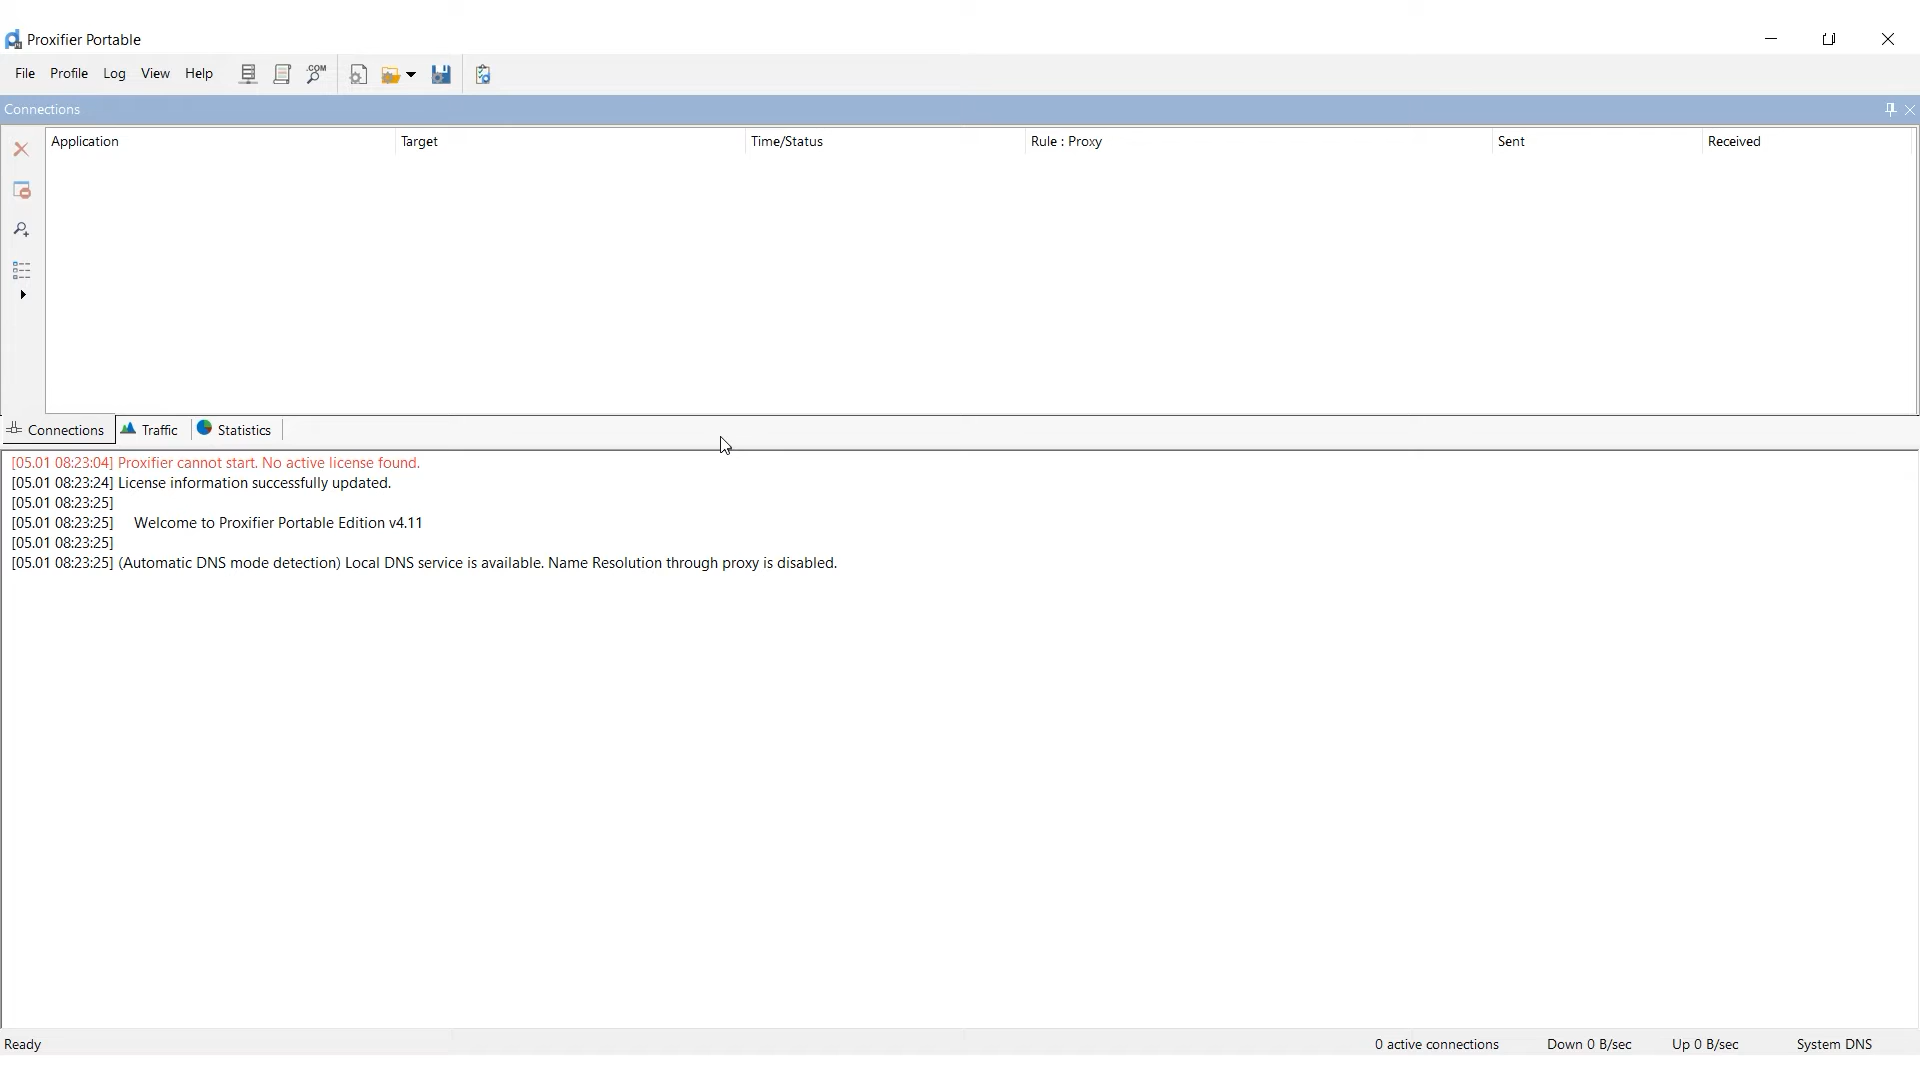 Proxifier Portable
File Profile Log View Help .COM
Connections
Application Target Time/Status Rule : Proxy Sent Received
Connections Traffic Statistics
[05.01 08:23:04] Proxifier cannot start. No active license found.
[05.01 08:23:24] License information successfully updated.
[05.01 08:23:25]
[05.01 08:23:25] Welcome to Proxifier Portable Edition v4.11
[05.01 08:23:25]
[05.01 08:23:25] (Automatic DNS mode detection) Local DNS service is available. Name Resolution through proxy is disabled.
Ready 0 active connections Down 0 B/sec Up 0 B/sec System DNS